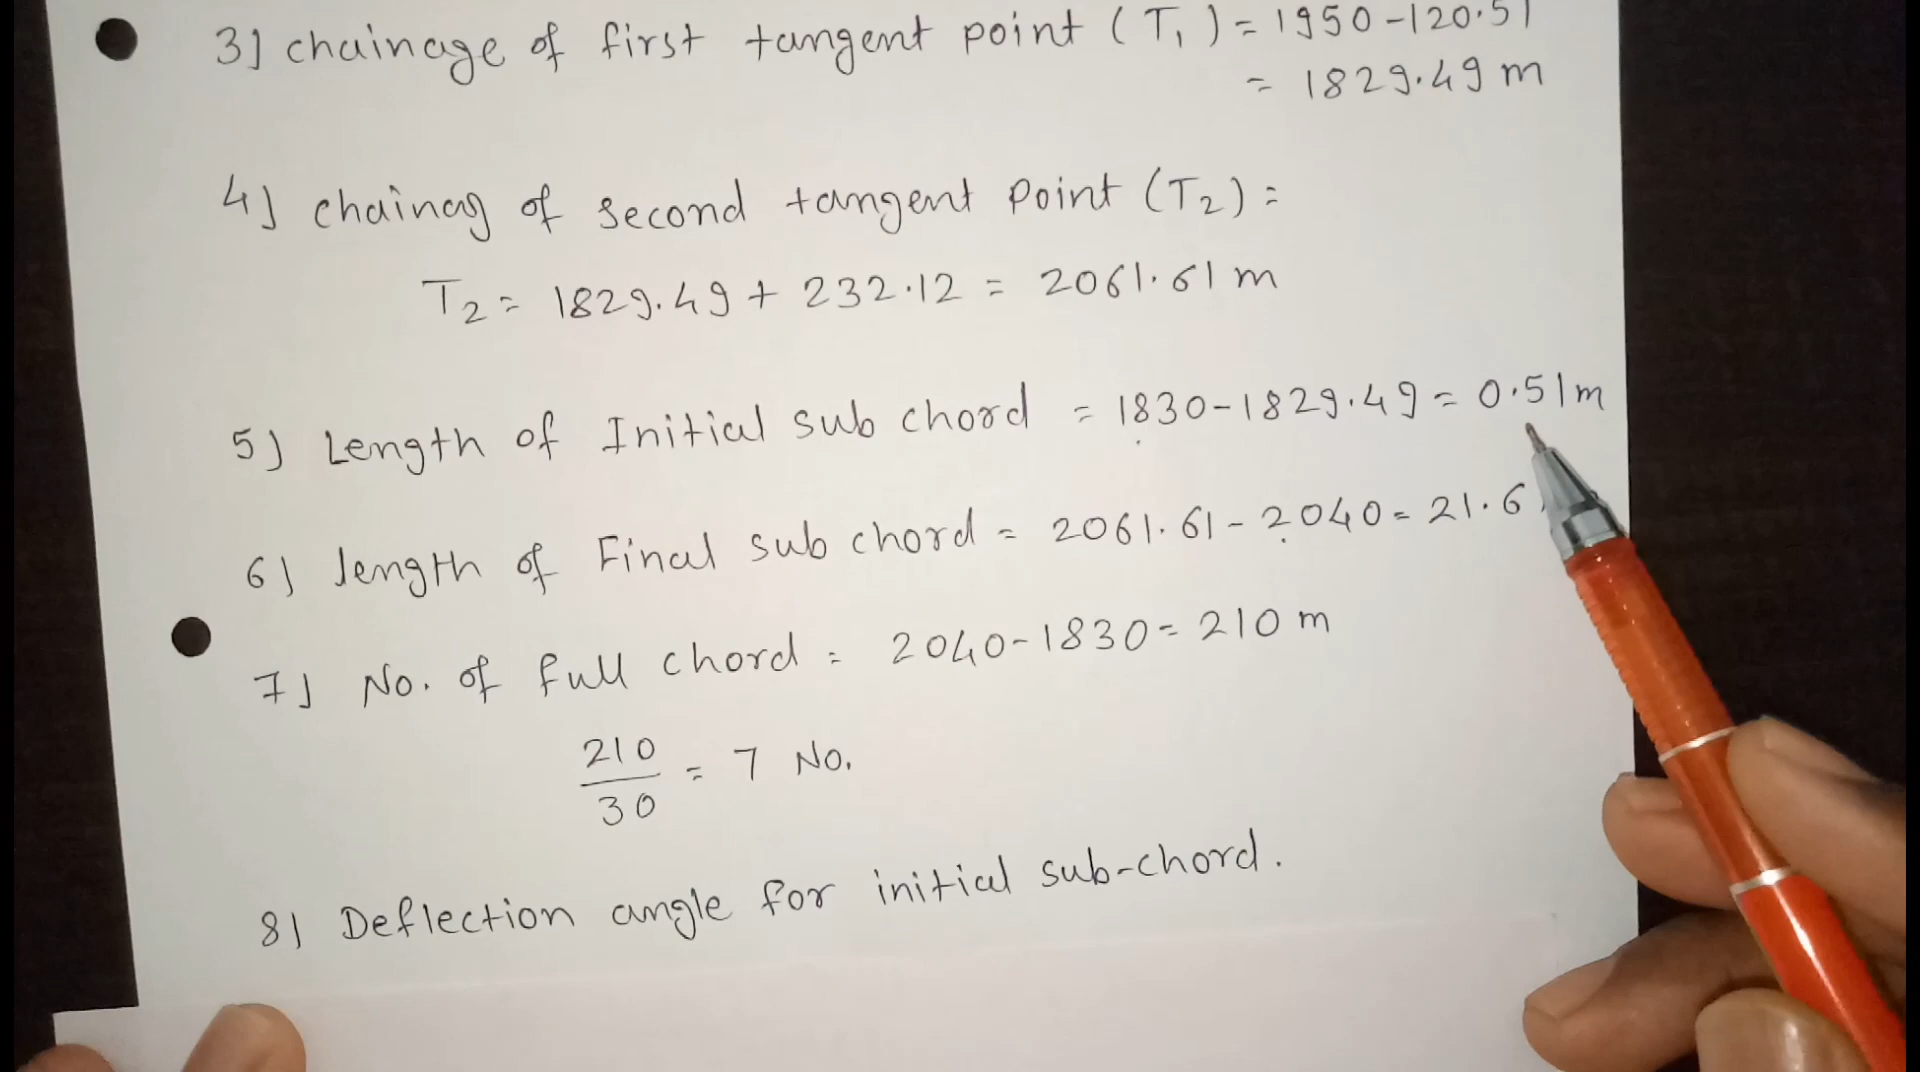 3] chainage of first tangent point (T₁) = 1950 - 120.51
= 1829.49 m
4] chainag of second tangent point (T₂) =
T₂ = 1829.49 + 232.12 = 2061.61 m
5] Length of Initial sub chord = 1830 - 1829.49 = 0.51 m
6] length of Final sub chord = 2061.61 - 2040 = 21.6
7] No. of full chord = 2040 - 1830 = 210 m
210
/30 = 7 No.
8] Deflection angle for initial sub-chord.